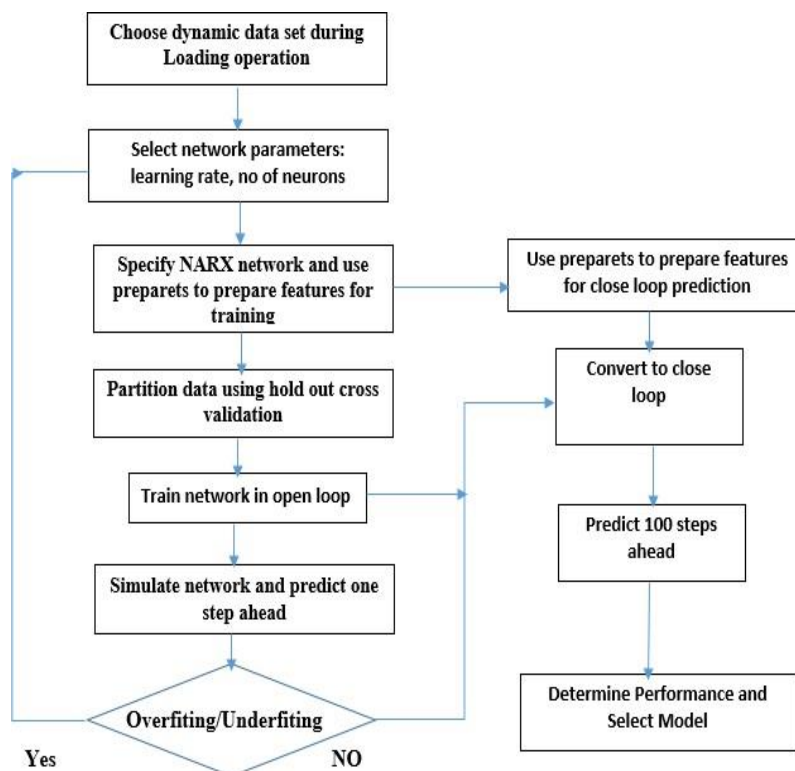 Choose dynamic data set during
Loading operation
Select network parameters:
learning rate, no of neurons
Specify NARX network and use
preparets to prepare features for
training
Partition data using hold out cross
validation
Train network in open loop
Simulate network and predict one
step ahead
Overfiting/Underfiting
Yes
NO
Use preparets to prepare features
for close loop prediction
Convert to close
loop
Predict 100 steps
ahead
Determine Performance and
Select Model